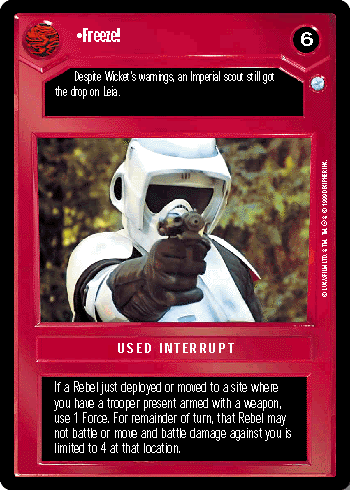 •Freeze!
6
Despite Wicket's warnings, an Imperial scout still got
the drop on Leia.
USED INTERRUPT
If a Rebel just deployed or moved to a site where
you have a trooper present armed with a weapon,
use 1 Force. For remainder of turn, that Rebel may
not battle or move and battle damage against you is
limited to 4 at that location.